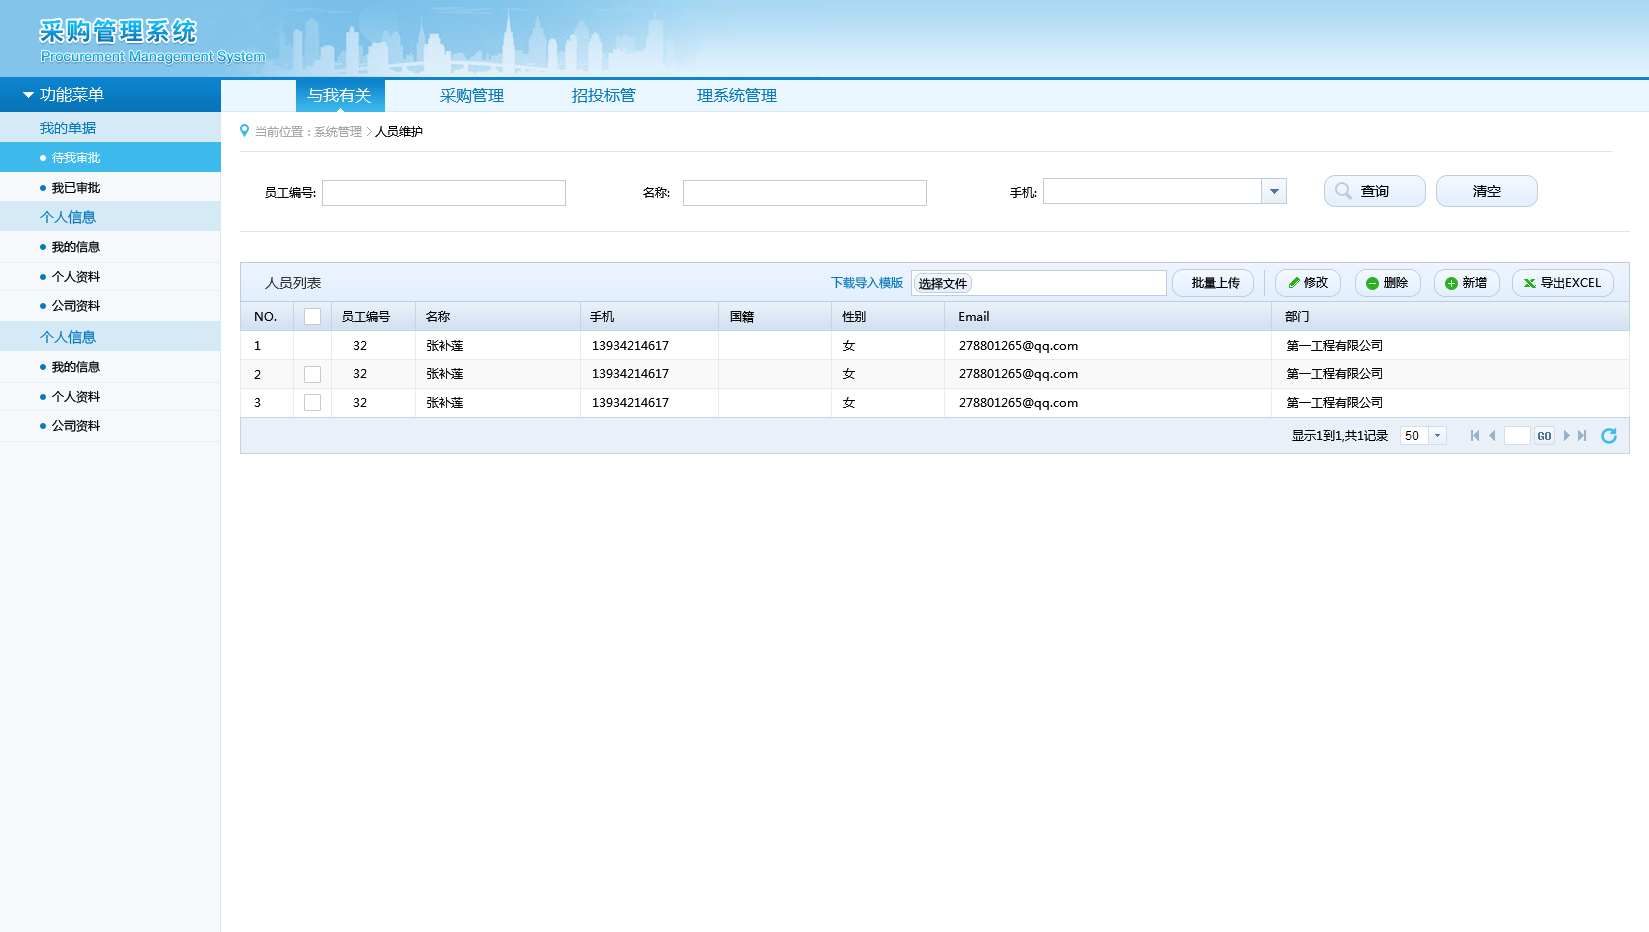 采购管理系统
Procurement Management System
功能菜单
与我有关 采购管理 招投标管 理系统管理
我的单据
待我审批
我已审批
个人信息
我的信息
个人资料
公司资料
个人信息
我的信息
个人资料
公司资料
当前位置：系统管理 > 人员维护
员工编号: 名称: 手机: 查询 清空
人员列表 下载导入模版 选择文件 批量上传 修改 删除 新增 导出EXCEL
NO. 员工编号 名称 手机 国籍 性别 Email 部门
1 32 张补莲 13934214617 女 278801265@qq.com 第一工程有限公司
2 32 张补莲 13934214617 女 278801265@qq.com 第一工程有限公司
3 32 张补莲 13934214617 女 278801265@qq.com 第一工程有限公司
显示1到1,共1记录 50 GO